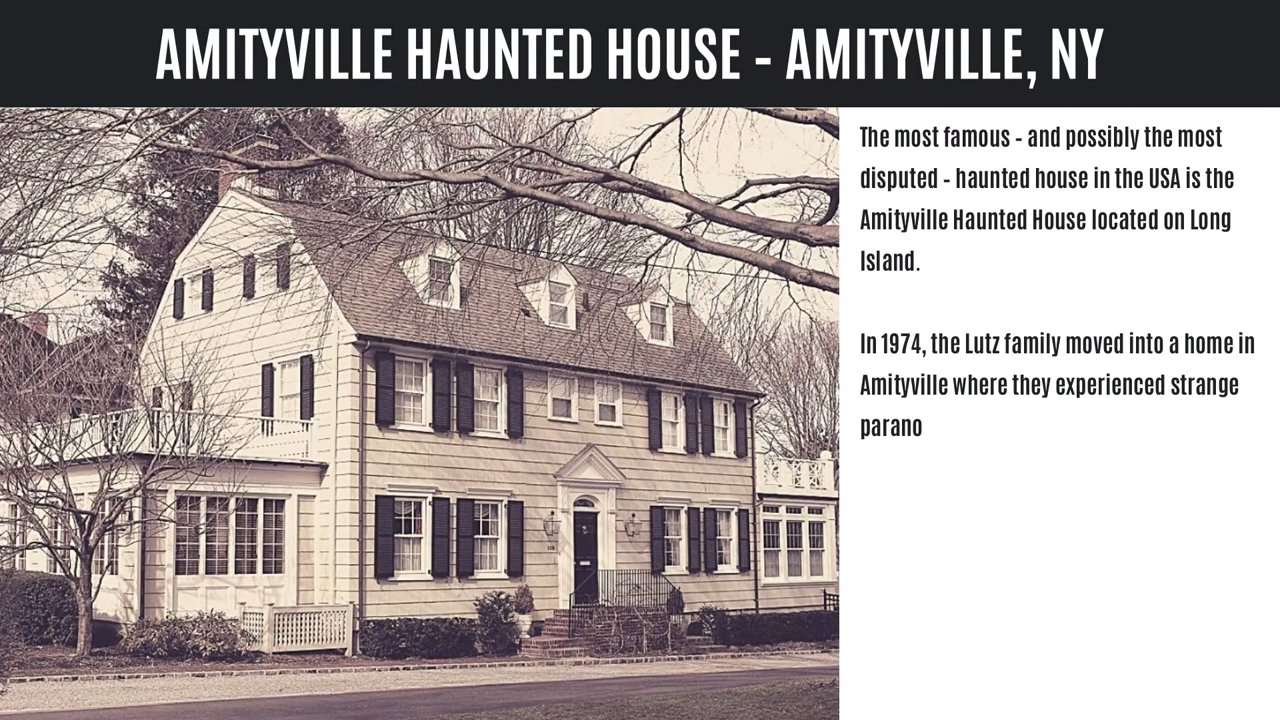 AMITYVILLE HAUNTED HOUSE – AMITYVILLE, NY
The most famous – and possibly the most
disputed – haunted house in the USA is the
Amityville Haunted House located on Long
Island.
In 1974, the Lutz family moved into a home in
Amityville where they experienced strange
parano